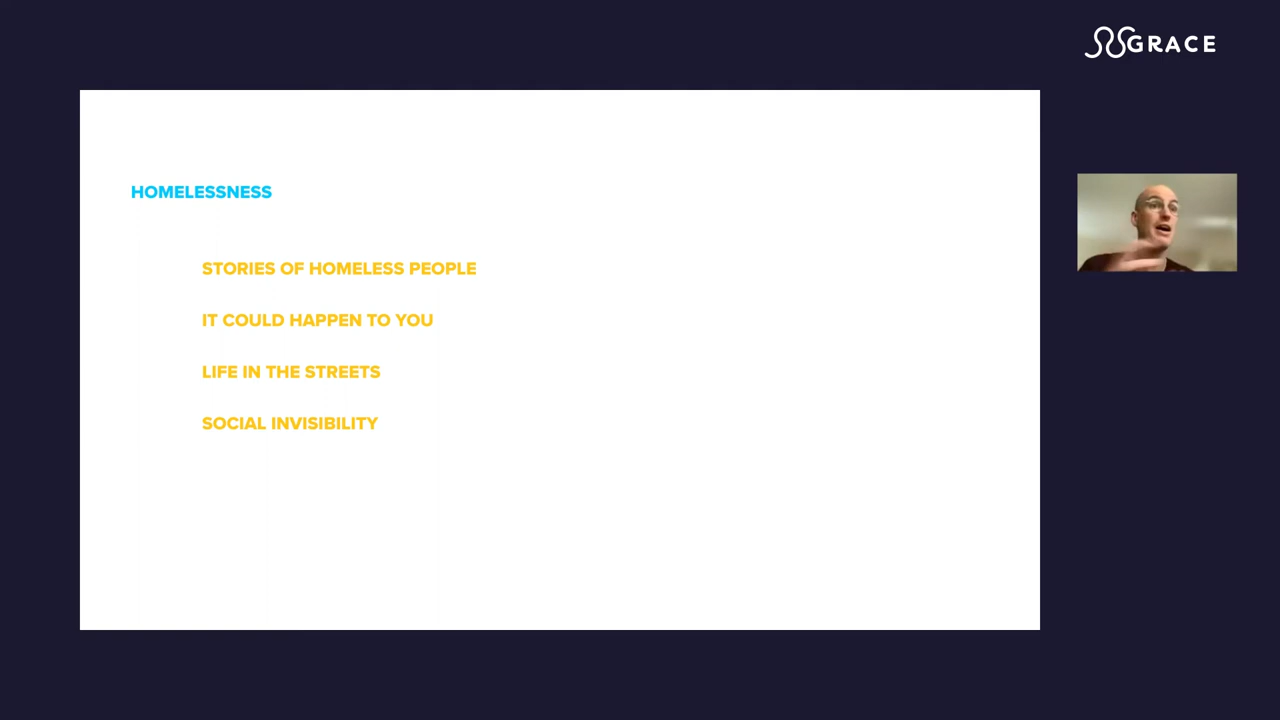 GRACE
HOMELESSNESS
STORIES OF HOMELESS PEOPLE
IT COULD HAPPEN TO YOU
LIFE IN THE STREETS
SOCIAL INVISIBILITY